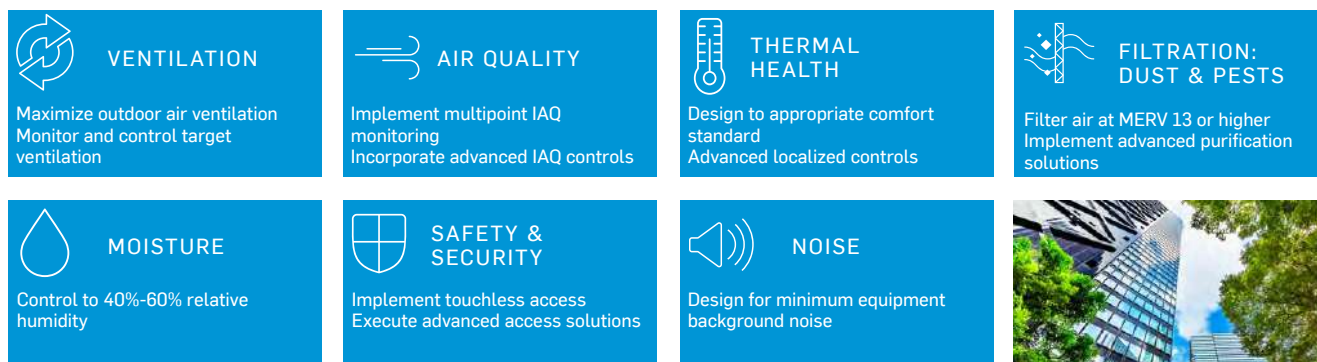 VENTILATION
Maximize outdoor air ventilation
Monitor and control target
ventilation
AIR QUALITY
Implement multipoint IAQ
monitoring
Incorporate advanced IAQ controls
THERMAL
HEALTH
Design to appropriate comfort
standard
Advanced localized controls
FILTRATION:
DUST & PESTS
Filter air at MERV 13 or higher
Implement advanced purification
solutions
MOISTURE
Control to 40%-60% relative
humidity
SAFETY &
SECURITY
Implement touchless access
Execute advanced access solutions
NOISE
Design for minimum equipment
background noise